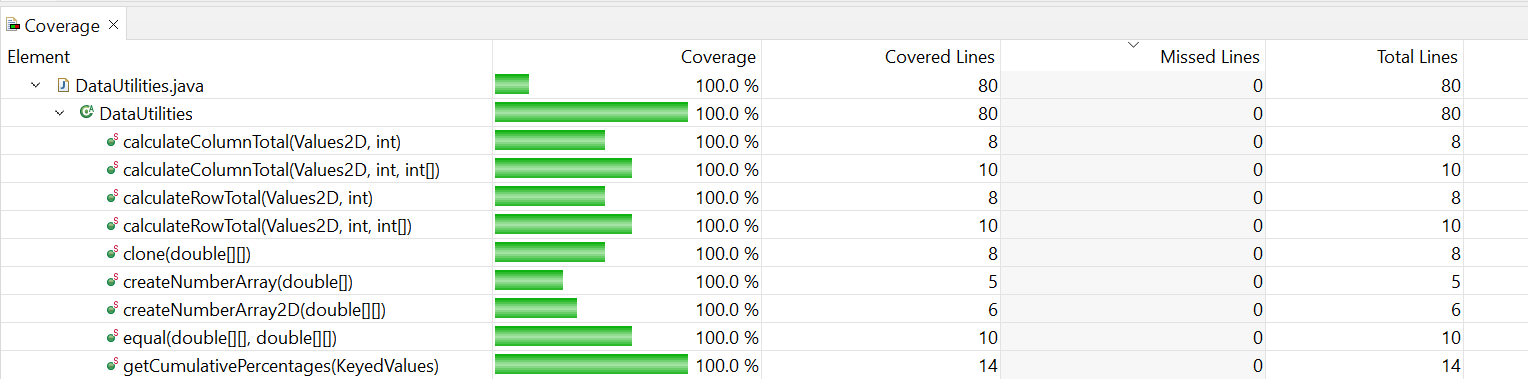 Coverage
Element Coverage Covered Lines Missed Lines Total Lines
DataUtilities.java 100.0 % 80 0 80
DataUtilities 100.0 % 80 0 80
calculateColumnTotal(Values2D, int) 100.0 % 8 0 8
calculateColumnTotal(Values2D, int, int[]) 100.0 % 10 0 10
calculateRowTotal(Values2D, int) 100.0 % 8 0 8
calculateRowTotal(Values2D, int, int[]) 100.0 % 10 0 10
clone(double[][]) 100.0 % 8 0 8
createNumberArray(double[]) 100.0 % 5 0 5
createNumberArray2D(double[][]) 100.0 % 6 0 6
equal(double[][], double[][]) 100.0 % 10 0 10
getCumulativePercentages(KeyedValues) 100.0 % 14 0 14